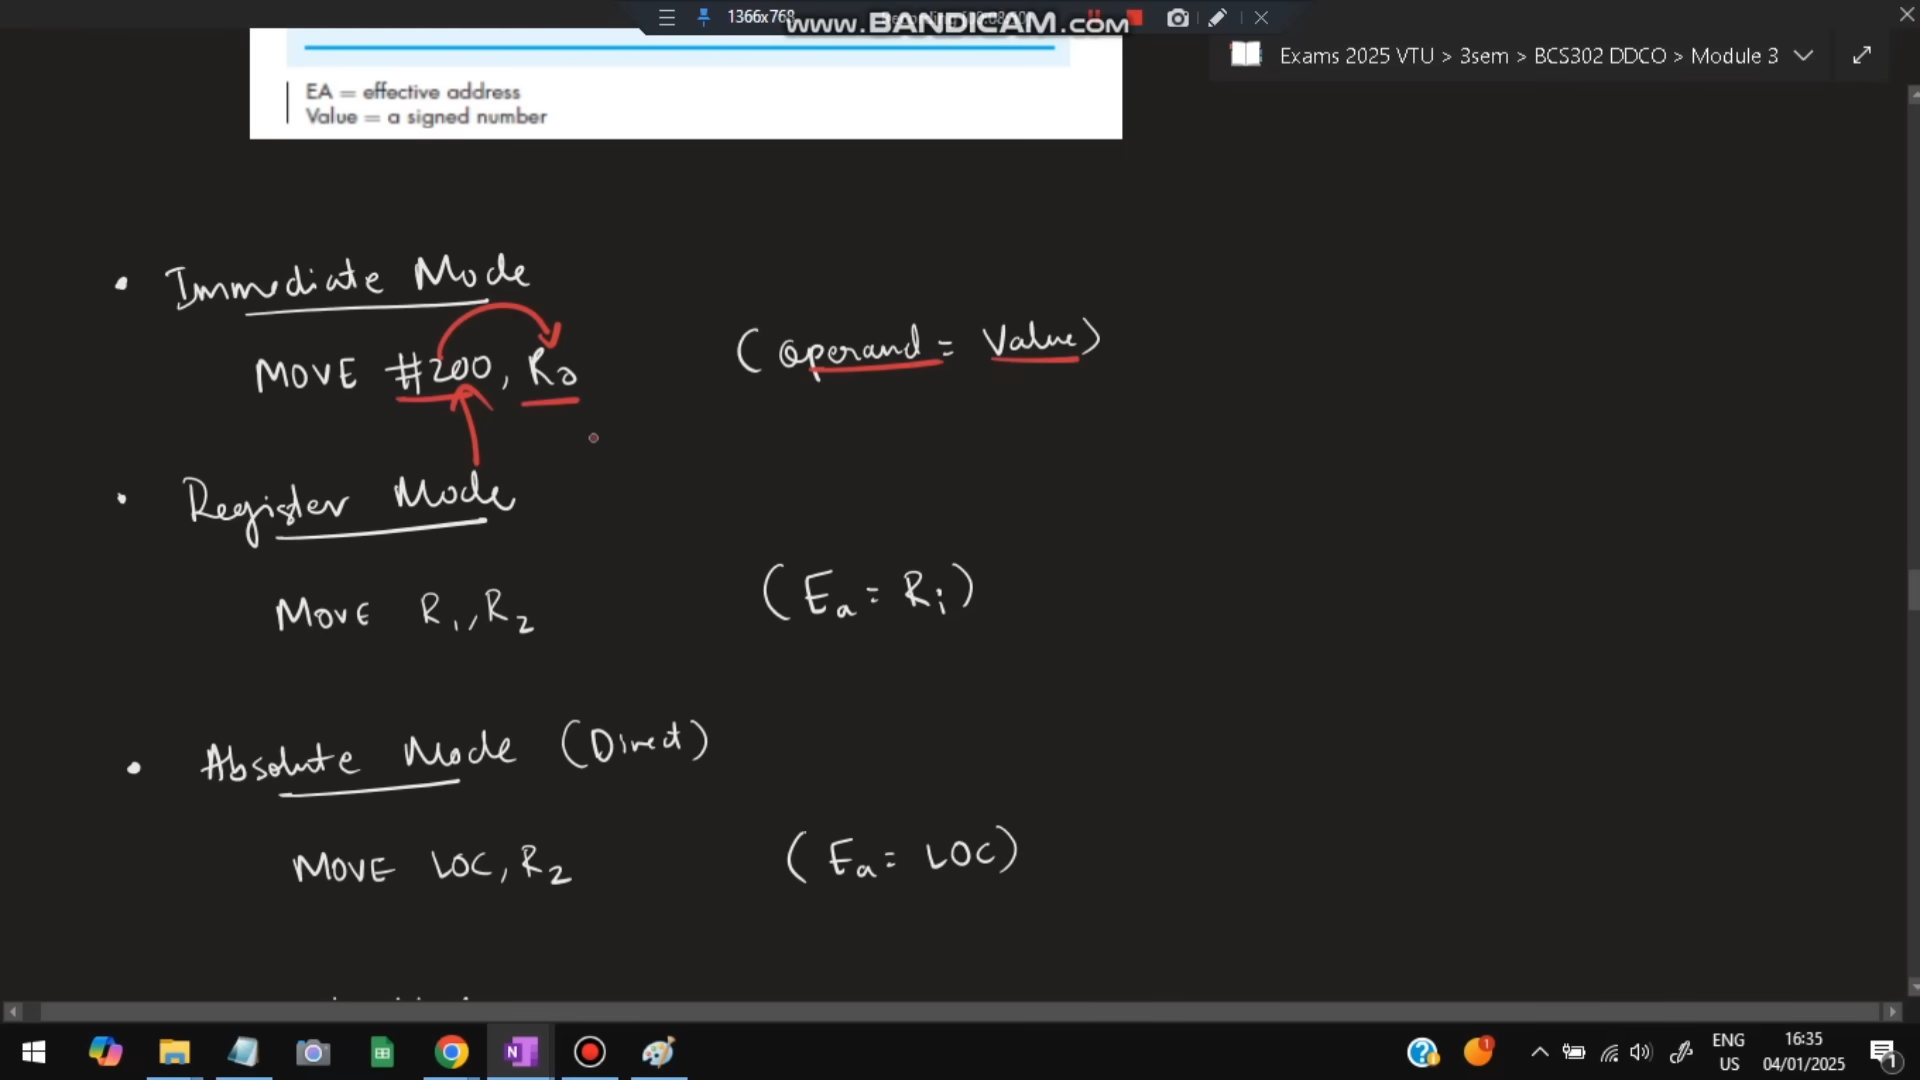 1366x768
www.BANDICAM.com
Exams 2025 VTU > 3sem > BCS302 DDCO > Module 3
EA = effective address
Value = a signed number
• Immediate Mode
MOVE #200, R0
(Operand = Value)
• Register Mode
MOVE R1, R2
(Ea = Ri)
• Absolute Mode (Direct)
MOVE LOC, R2
(Ea = LOC)
ENG
US
16:35
04/01/2025